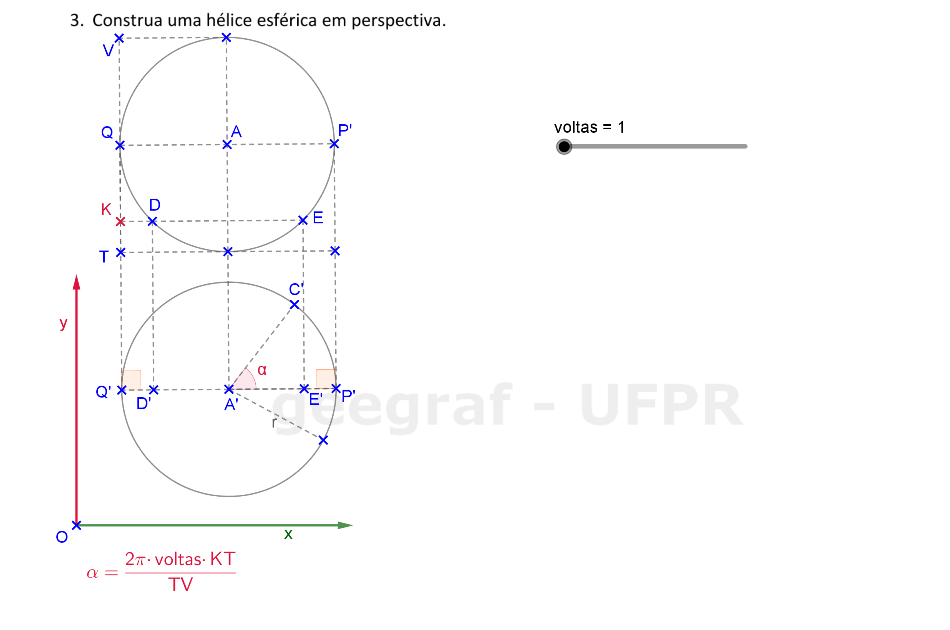 3. Construa uma hélice esférica em perspectiva.
V
Q
A
P'
voltas = 1
K
D
E
T
C'
y
α
Q'
D'
A'
E'
P'
r
geegraf - UFPR
O
x
α = 2π·voltas·KT
TV